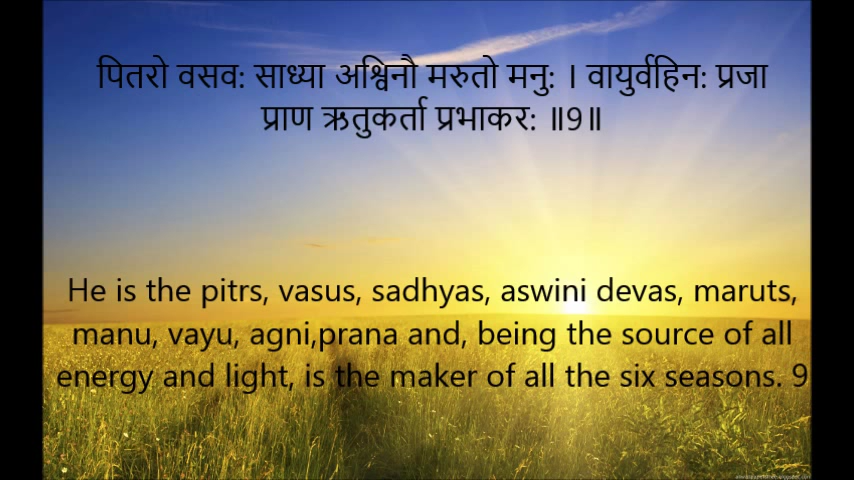 पितरो वसव: साध्या अश्विनौ मरुतो मनु: । वायुर्वहिन: प्रजा
प्राण ऋतुकर्ता प्रभाकर: ॥9॥
He is the pitrs, vasus, sadhyas, aswini devas, maruts,
manu, vayu, agni,prana and, being the source of all
energy and light, is the maker of all the six seasons. 9